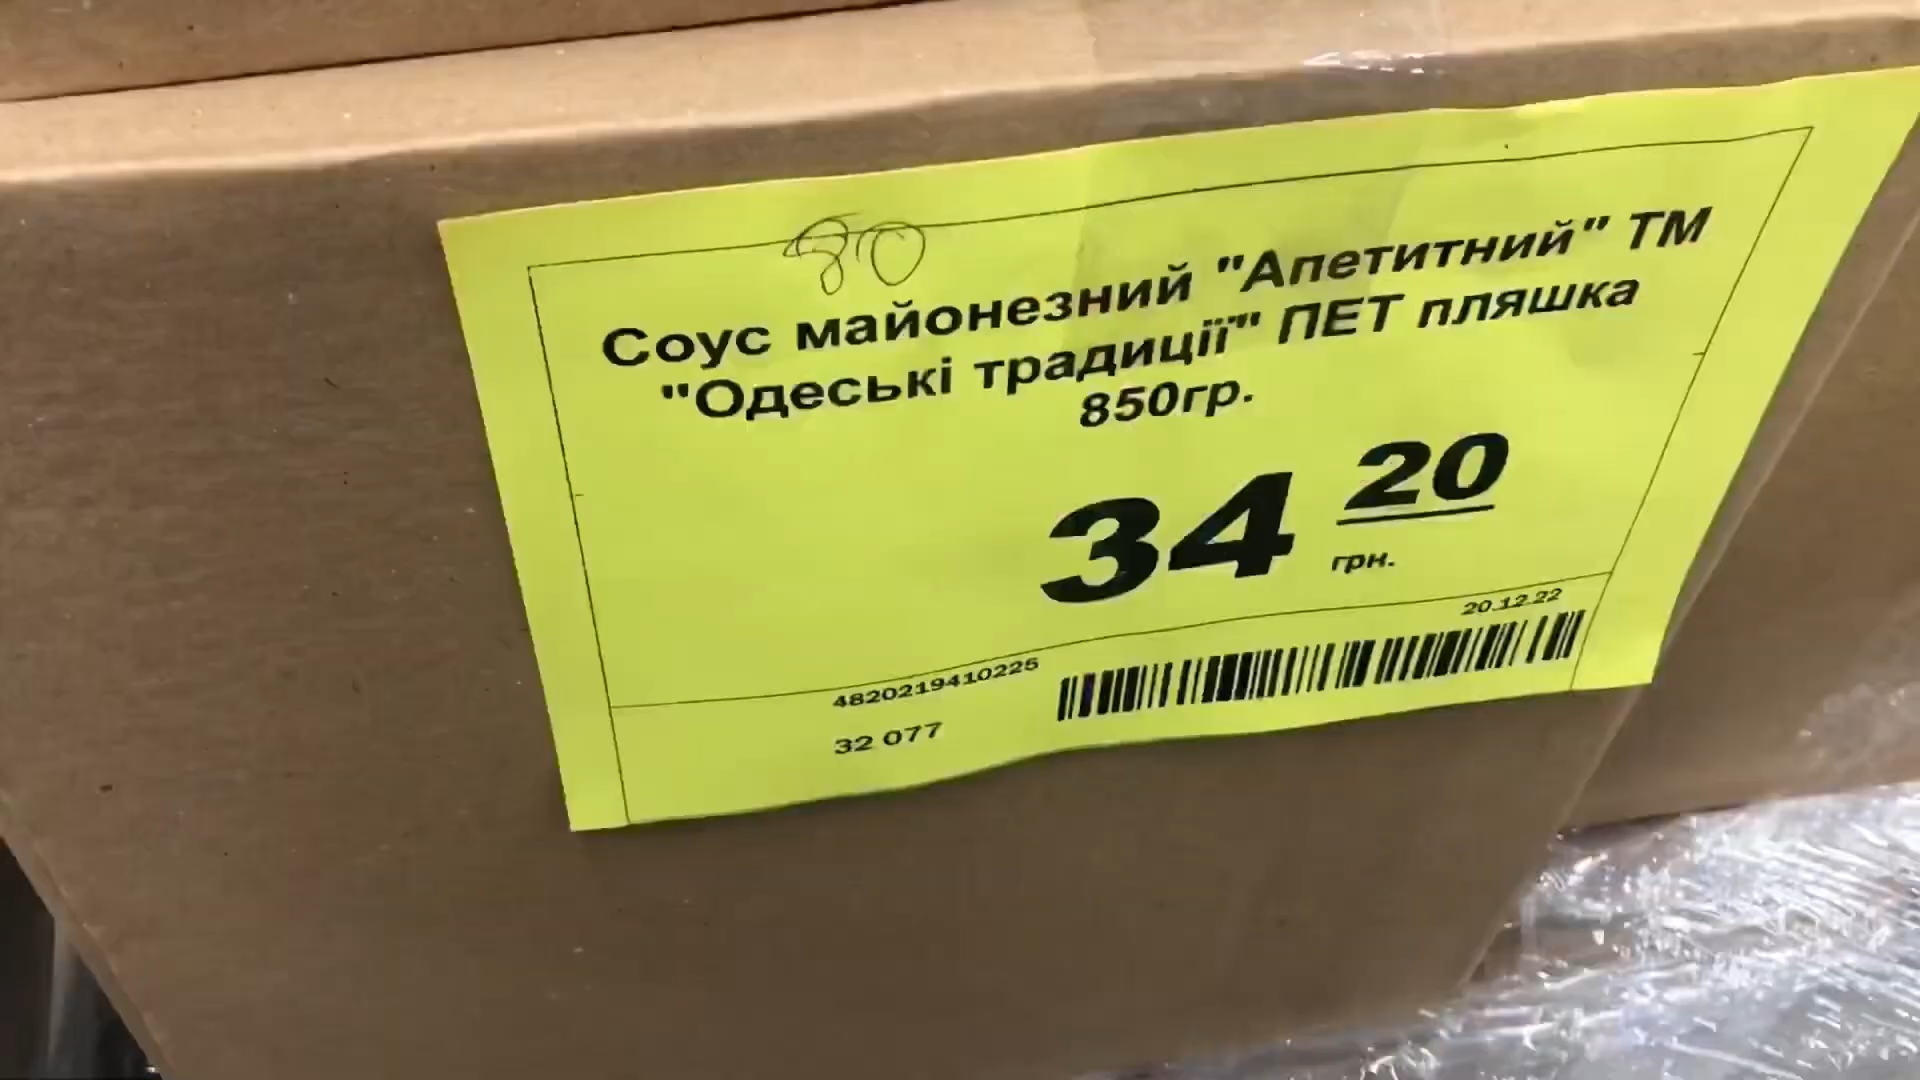 80
Соус майонезний "Апетитний" ТМ
"Одеські традиції" ПЕТ пляшка
850гр.
34 20
грн.
20.12.22
4820219410225
32 077